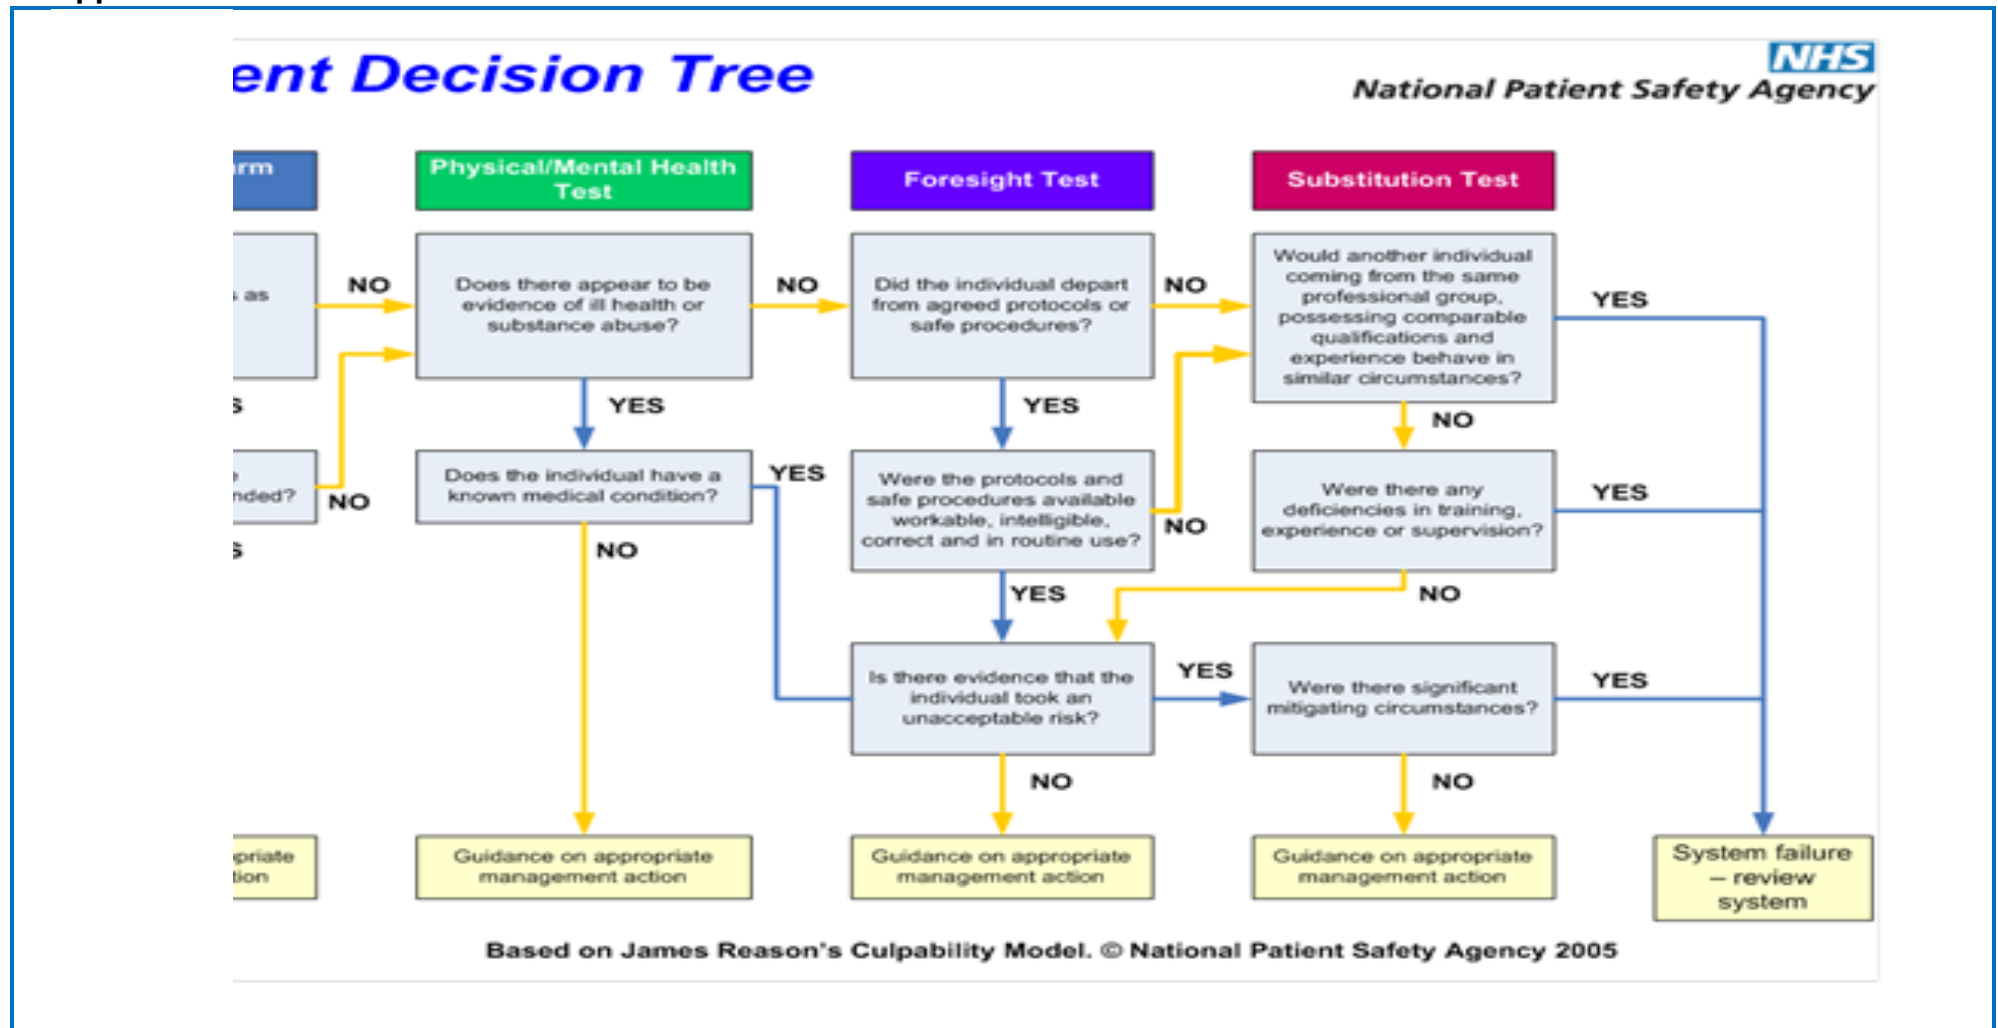 ent Decision Tree
NHS
National Patient Safety Agency
Physical/Mental Health
Test
Foresight Test
Substitution Test
as
NO
Does there appear to be
evidence of ill health or
substance abuse?
NO
Did the individual depart
from agreed protocols or
safe procedures?
NO
Would another individual
coming from the same
professional group,
possessing comparable
qualifications and
experience behave in
similar circumstances?
YES
YES
YES
NO
nded?
NO
Does the individual have a
known medical condition?
YES
Were the protocols and
safe procedures available
workable, intelligible,
correct and in routine use?
NO
Were there any
deficiencies in training,
experience or supervision?
YES
NO
YES
NO
Is there evidence that the
individual took an
unacceptable risk?
YES
Were there significant
mitigating circumstances?
YES
NO
NO
priate
tion
Guidance on appropriate
management action
Guidance on appropriate
management action
Guidance on appropriate
management action
System failure
– review
system
Based on James Reason's Culpability Model. © National Patient Safety Agency 2005